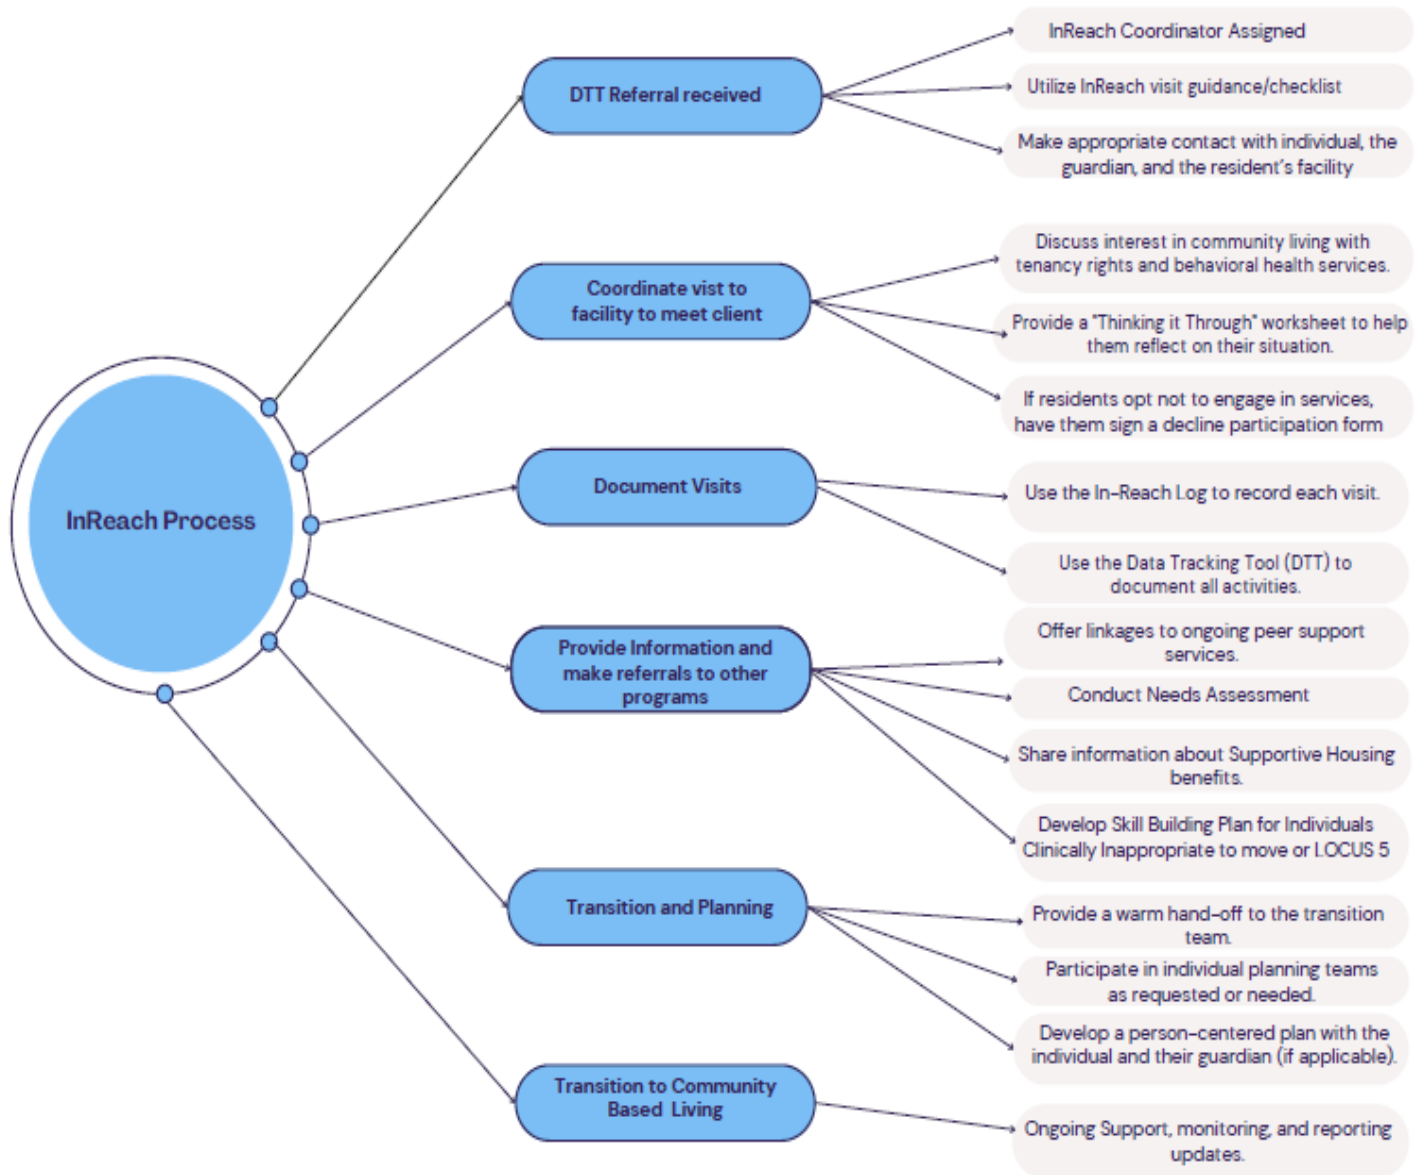 InReach Process
DTT Referral received
InReach Coordinator Assigned
Utilize InReach visit guidance/checklist
Make appropriate contact with individual, the
guardian, and the resident's facility
Coordinate vist to
facility to meet client
Discuss interest in community living with
tenancy rights and behavioral health services.
Provide a "Thinking it Through" worksheet to help
them reflect on their situation.
If residents opt not to engage in services,
have them sign a decline participation form
Document Visits
Use the In-Reach Log to record each visit.
Use the Data Tracking Tool (DTT) to
document all activities.
Provide Information and
make referrals to other
programs
Offer linkages to ongoing peer support
services.
Conduct Needs Assessment
Share information about Supportive Housing
benefits.
Develop Skill Building Plan for Individuals
Clinically Inappropriate to move or LOCUS 5
Transition and Planning
Provide a warm hand-off to the transition
team.
Participate in individual planning teams
as requested or needed.
Develop a person-centered plan with the
individual and their guardian (if applicable).
Transition to Community
Based Living
Ongoing Support, monitoring, and reporting
updates.